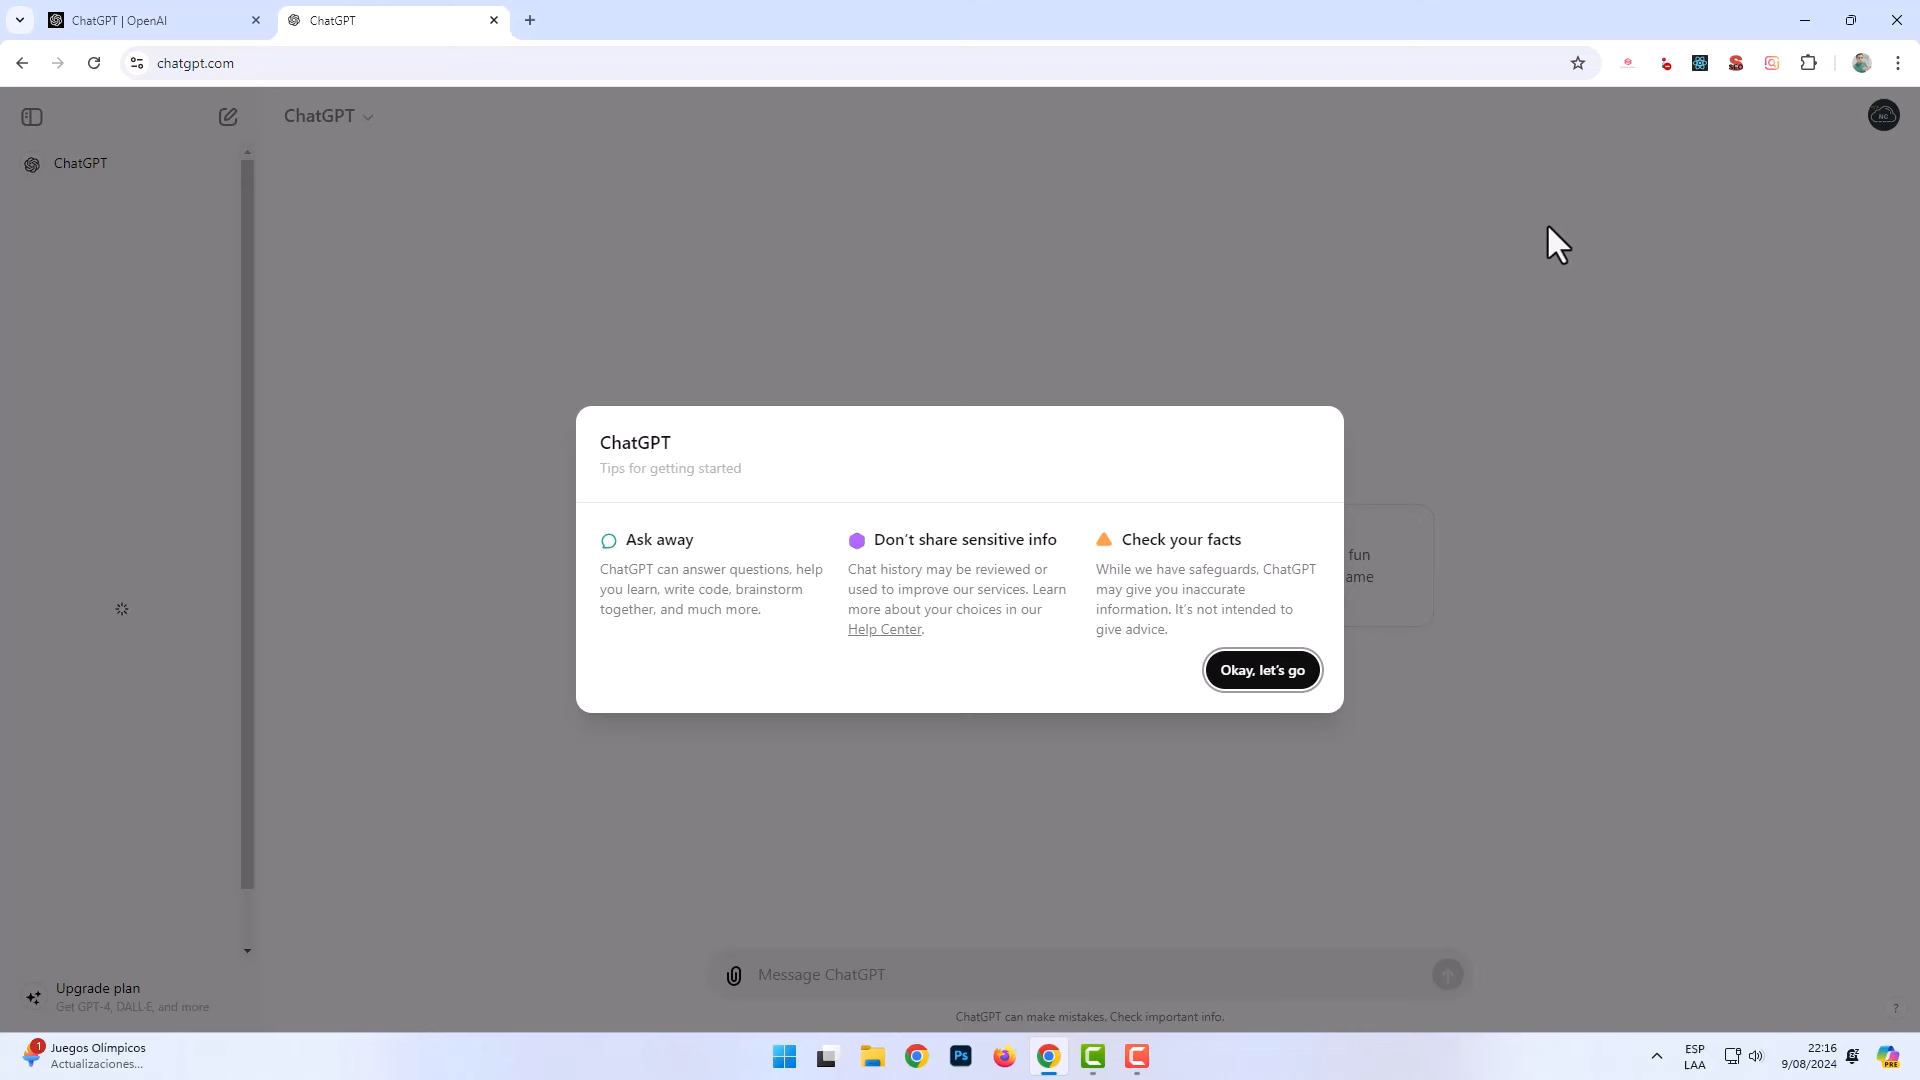 ChatGPT | OpenAI
ChatGPT
chatgpt.com
ChatGPT
NC
ChatGPT
ChatGPT
Tips for getting started
Ask away
ChatGPT can answer questions, help
you learn, write code, brainstorm
together, and much more.
Don't share sensitive info
Chat history may be reviewed or
used to improve our services. Learn
more about your choices in our
Help Center.
Check your facts
While we have safeguards, ChatGPT
may give you inaccurate
information. It's not intended to
give advice.
Okay, let's go
fun
ame
Upgrade plan
Get GPT-4, DALL·E, and more
Message ChatGPT
ChatGPT can make mistakes. Check important info.
?
1
Juegos Olímpicos
Actualizaciones...
Ps
ESP
LAA
22:16
9/08/2024
PRE
SEO